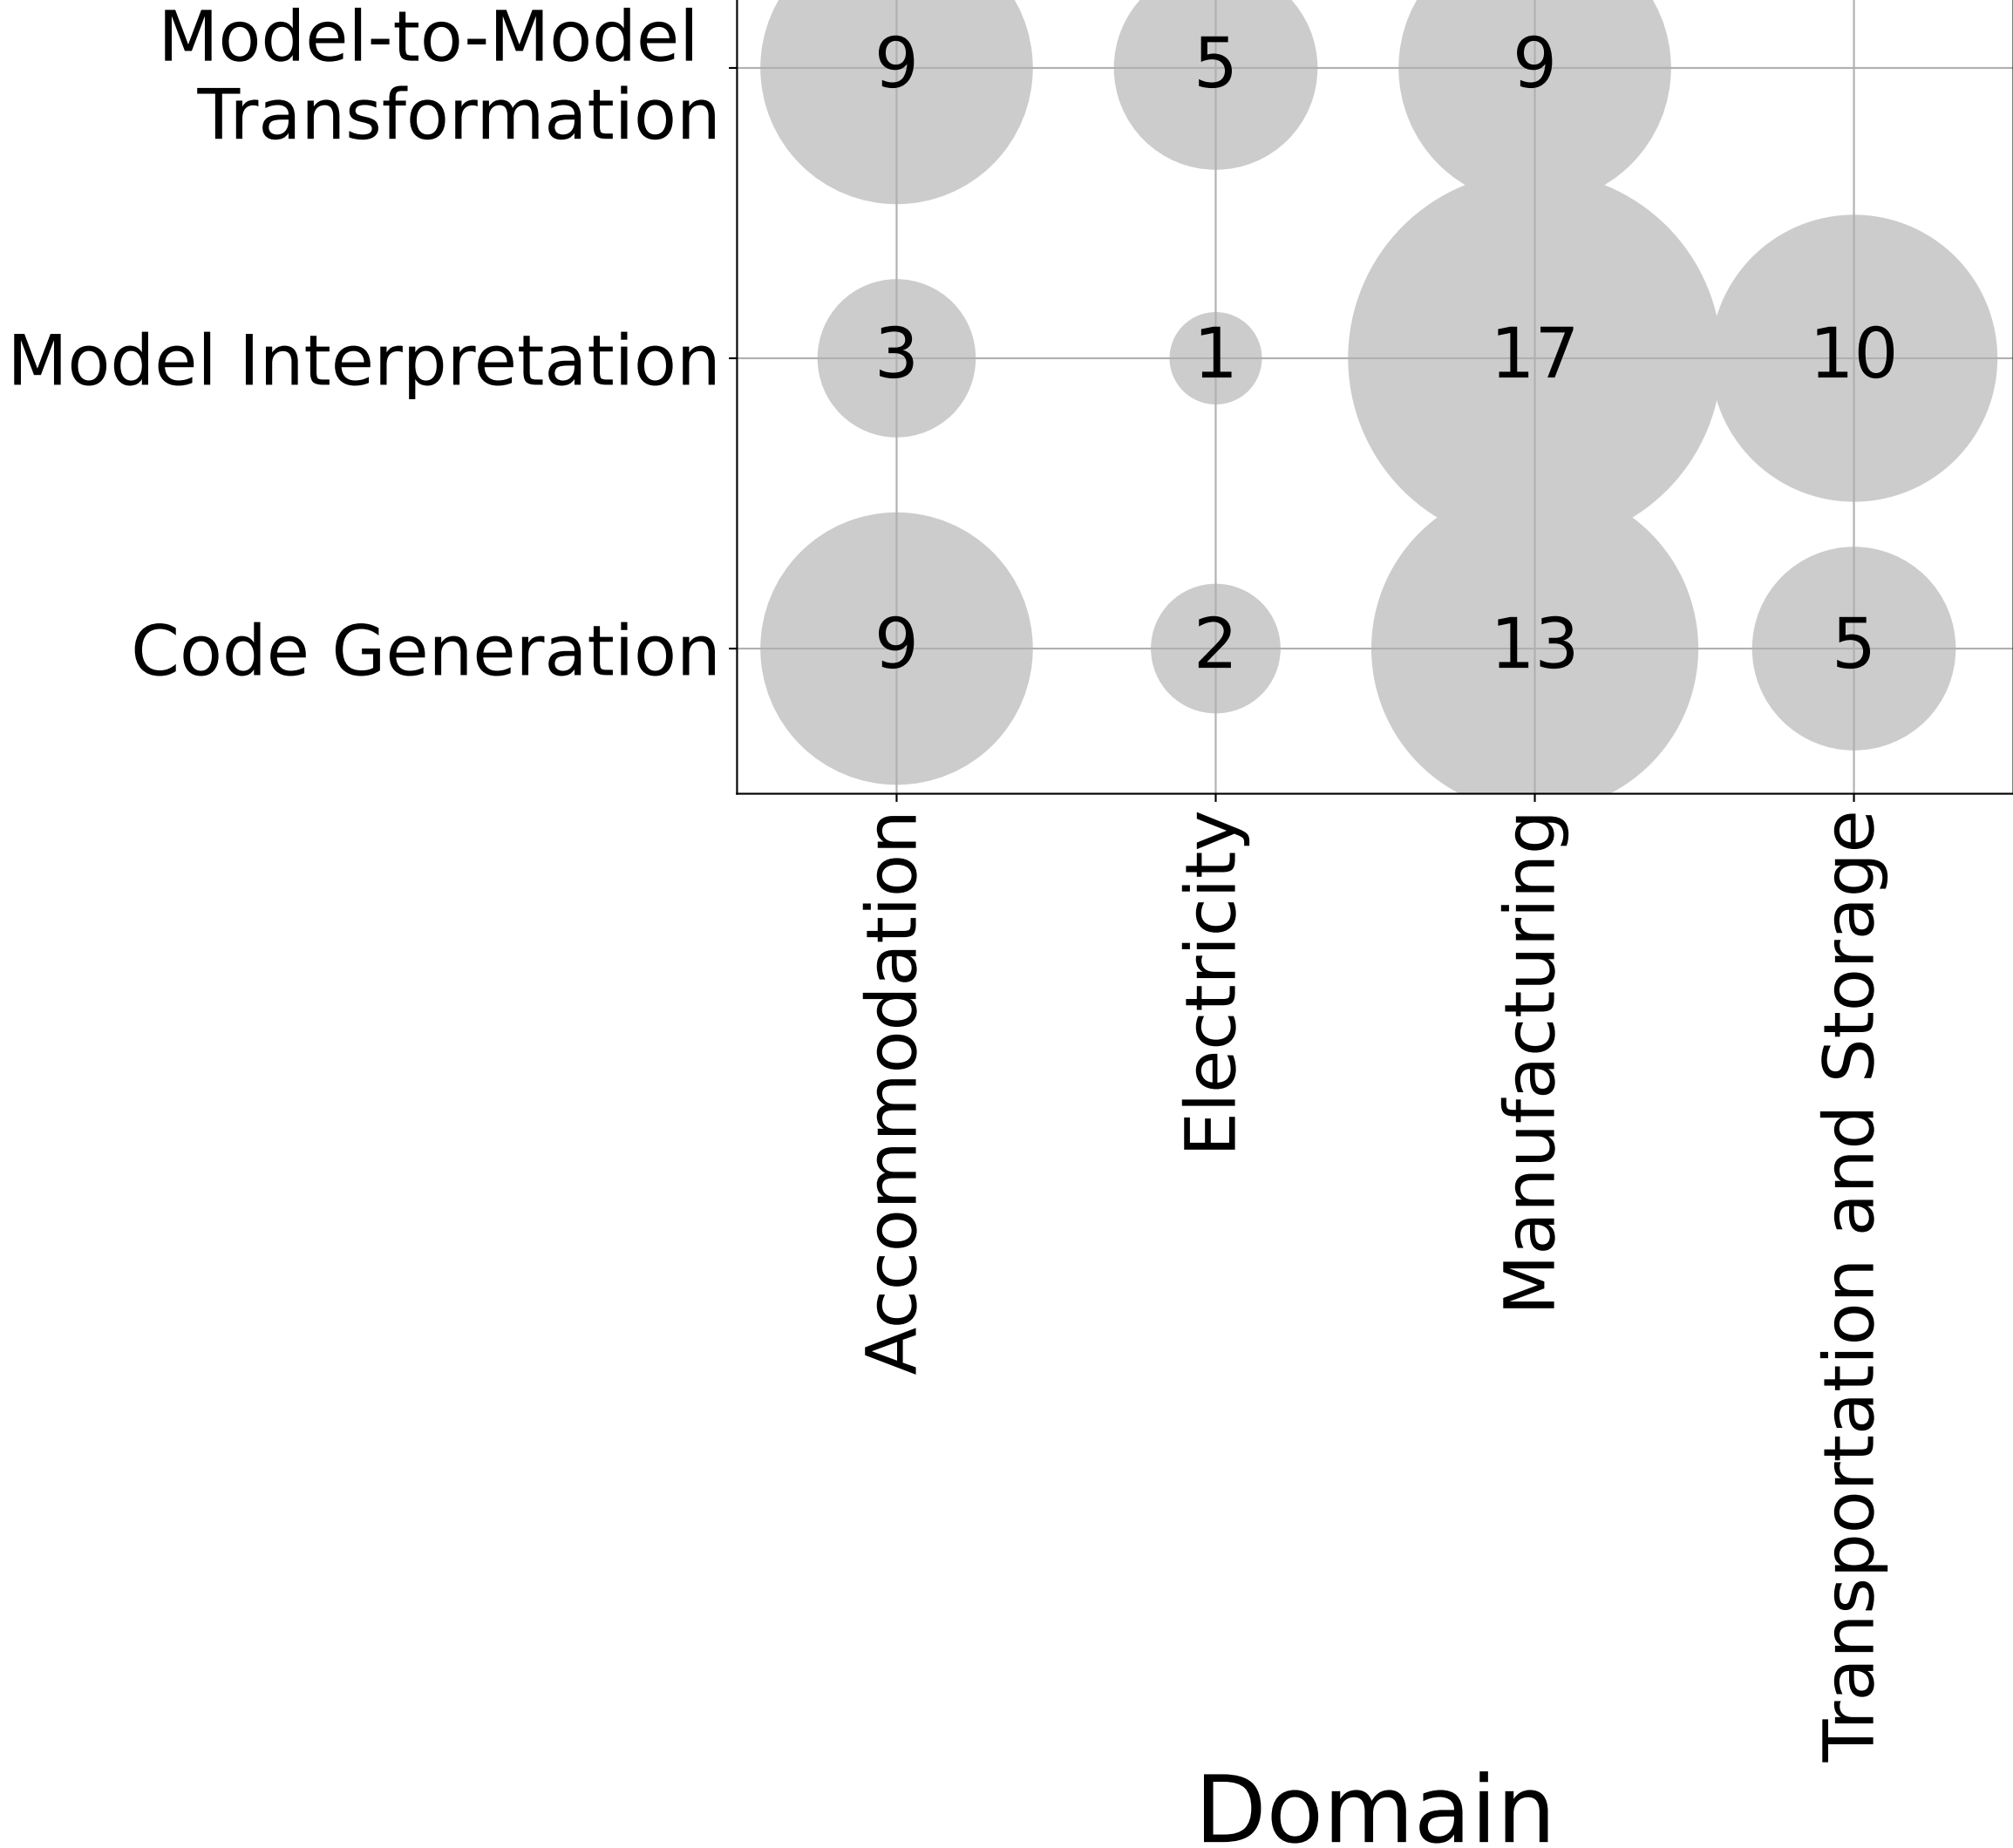 Model-to-Model
Transformation
9 5 9
Model Interpretation
3 1 17 10
Code Generation
9 2 13 5
Accommodation
Electricity
Manufacturing
Transportation and Storage
Domain